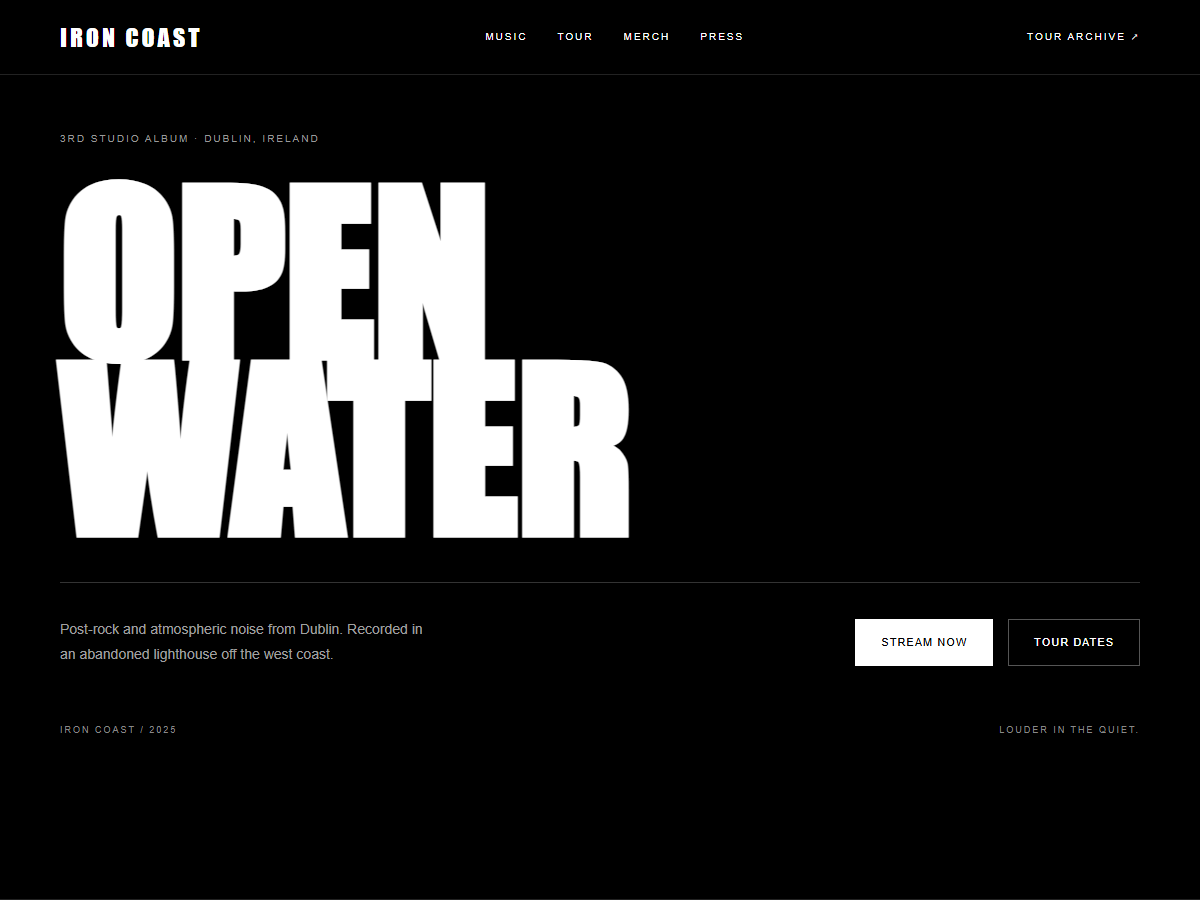 IRON COAST
MUSIC TOUR MERCH PRESS
TOUR ARCHIVE ↗
3RD STUDIO ALBUM · DUBLIN, IRELAND
OPEN
WATER
Post-rock and atmospheric noise from Dublin. Recorded in
an abandoned lighthouse off the west coast.
STREAM NOW
TOUR DATES
IRON COAST / 2025
LOUDER IN THE QUIET.